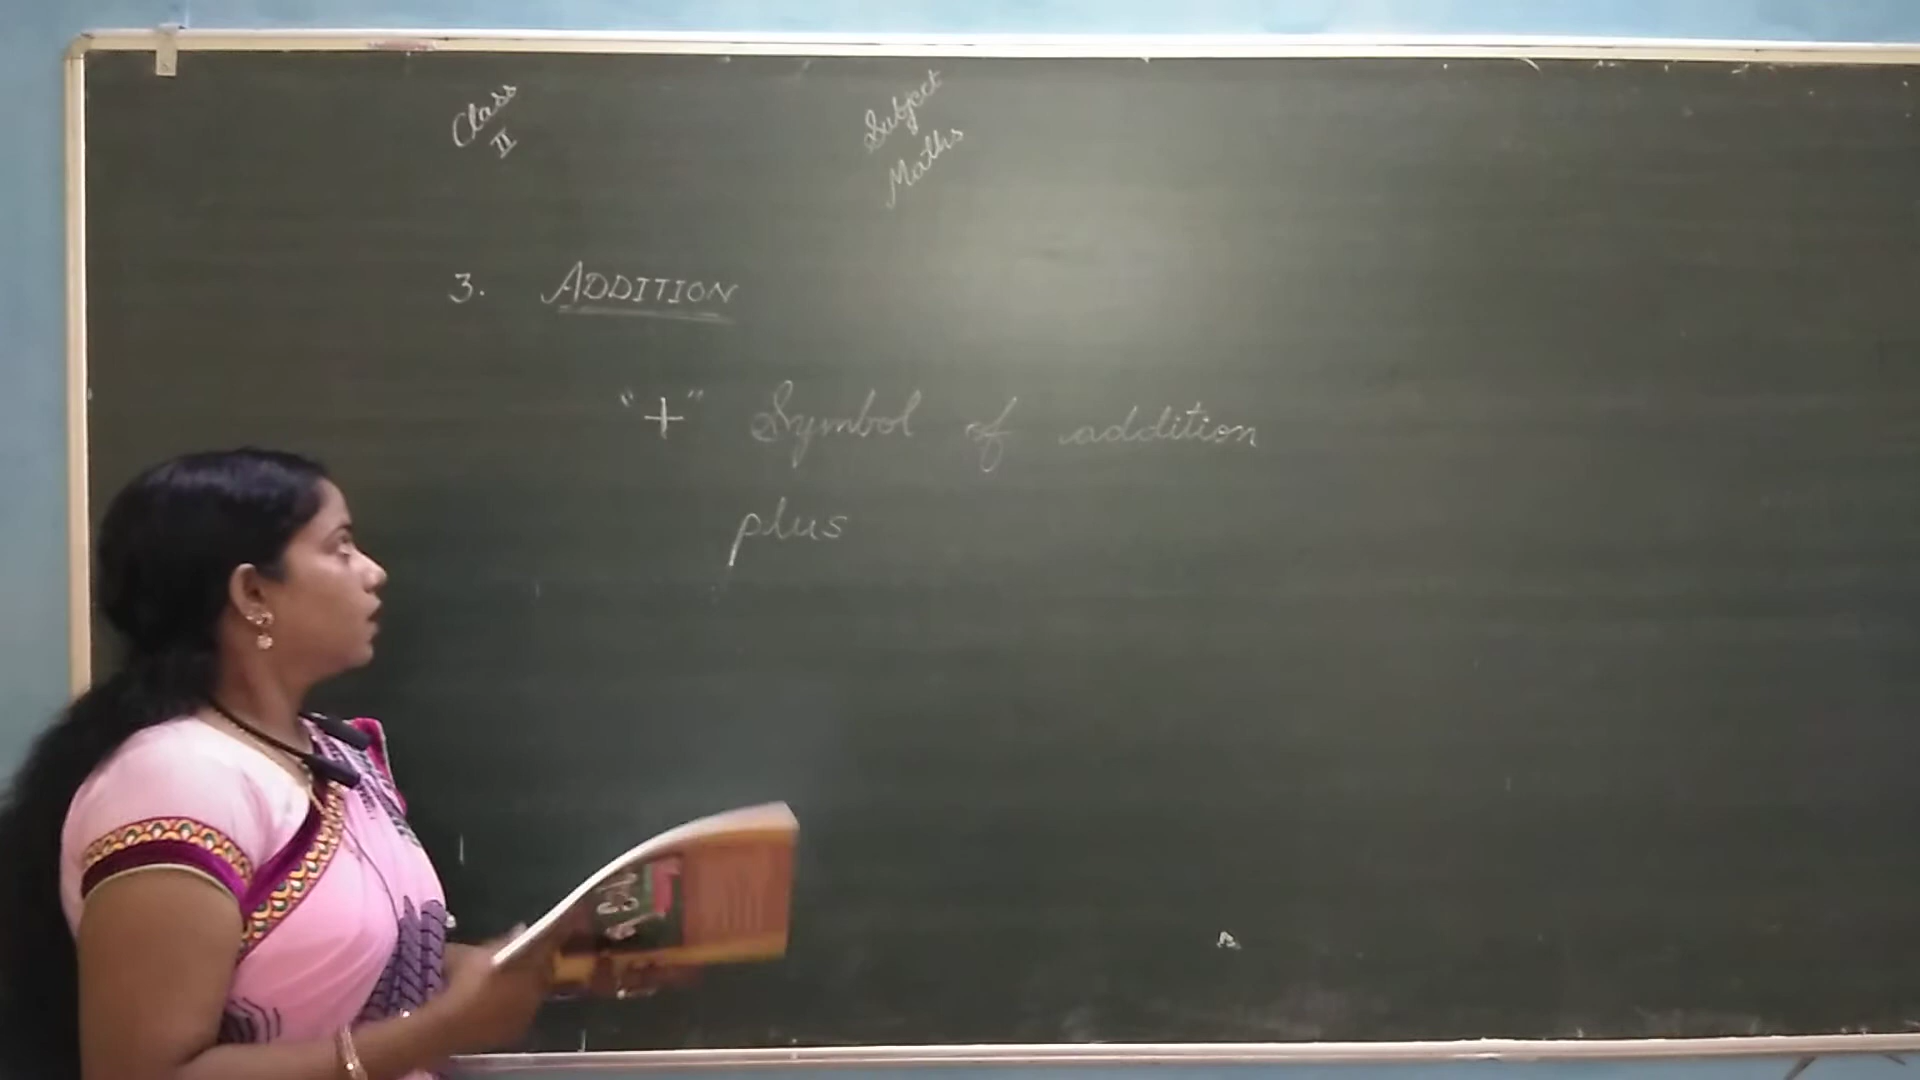 Class
II
Subject
Maths
3. ADDITION
"+" Symbol of addition
plus